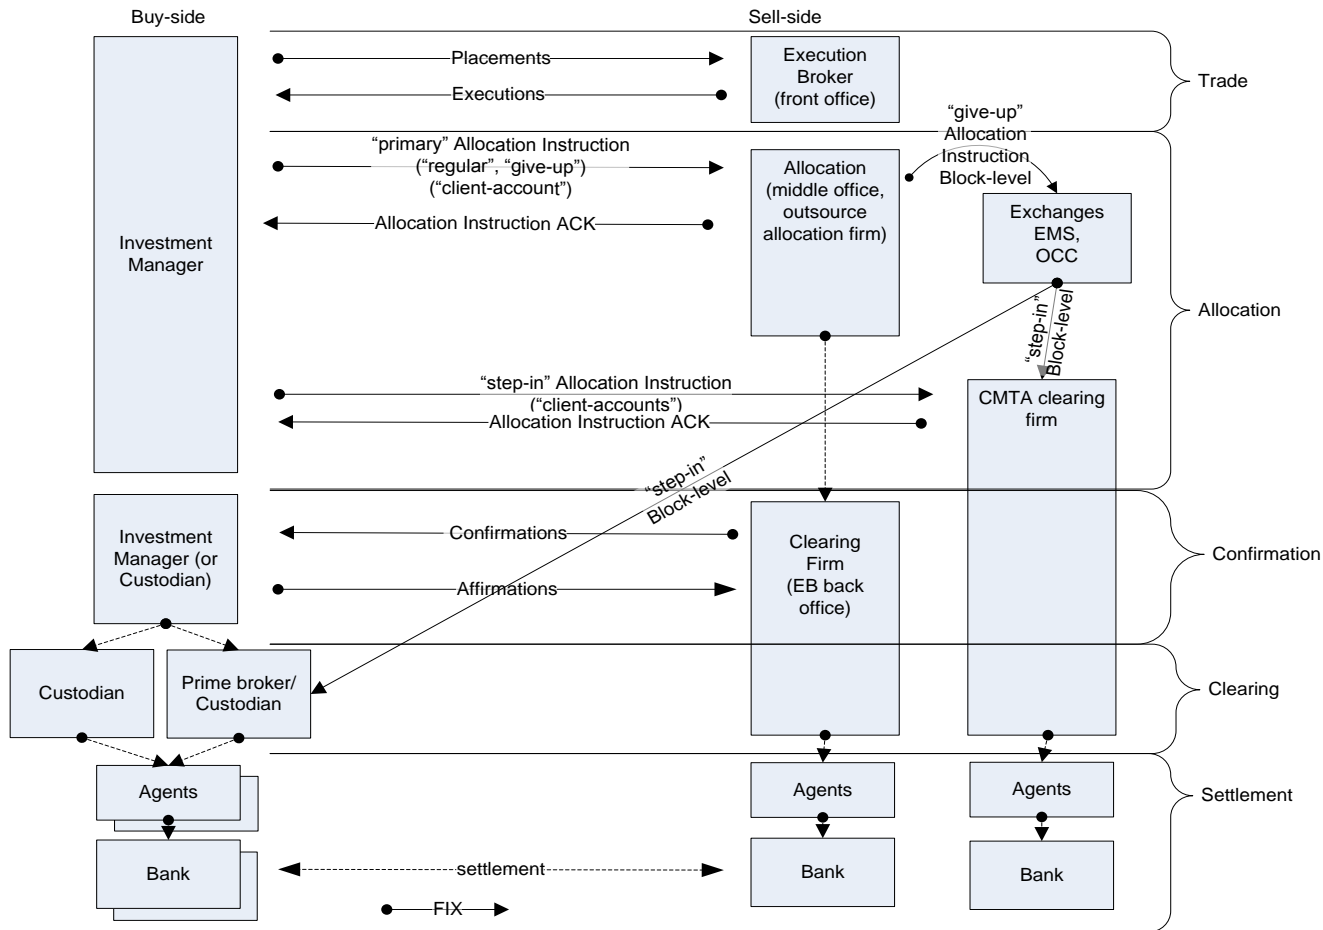 Buy-side
Sell-side
Placements
Executions
Execution
Broker
(front office)
Trade
Investment
Manager
“primary” Allocation Instruction
(“regular”, “give-up”)
(“client-account”)
Allocation Instruction ACK
Allocation
(middle office,
outsource
allocation firm)
“give-up”
Allocation
Instruction
Block-level
Exchanges
EMS,
OCC
“step-in”
Block-level
Allocation
“step-in” Allocation Instruction
(“client-accounts”)
Allocation Instruction ACK
CMTA clearing
firm
“step-in”
Block-level
Investment
Manager (or
Custodian)
Confirmations
Affirmations
Clearing
Firm
(EB back
office)
Confirmation
Custodian
Prime broker/
Custodian
Clearing
Agents
Agents
Agents
Settlement
Bank
settlement
Bank
Bank
FIX